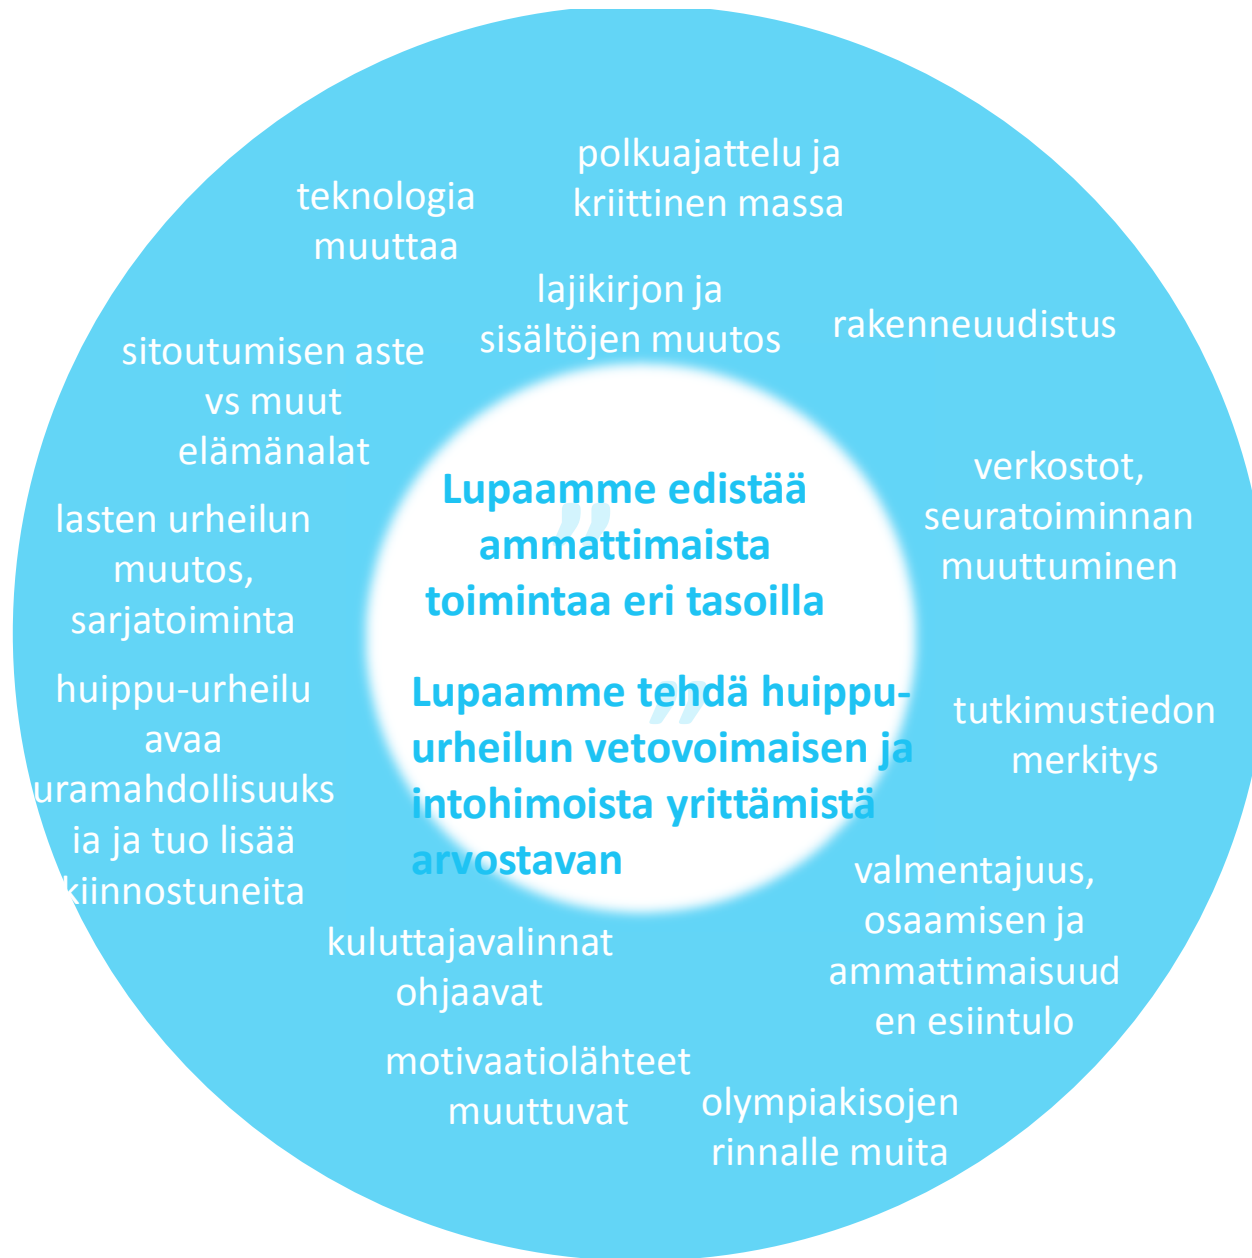 polkuajattelu ja
kriittinen massa
teknologia
muuttaa
lajikirjon ja
sisältöjen muutos
rakenneuudistus
sitoutumisen aste
vs muut
elämänalat
verkostot,
seuratoiminnan
muuttuminen
lasten urheilun
muutos,
sarjatoiminta
”
Lupaamme edistää
ammattimaista
toimintaa eri tasoilla
”
Lupaamme tehdä huippu-
urheilun vetovoimaisen ja
intohimoista yrittämistä
arvostavan
huippu-urheilu
avaa
uramahdollisuuks
ia ja tuo lisää
kiinnostuneita
tutkimustiedon
merkitys
valmentajuus,
osaamisen ja
ammattimaisuud
en esiintulo
kuluttajavalinnat
ohjaavat
motivaatiolähteet
muuttuvat
olympiakisojen
rinnalle muita